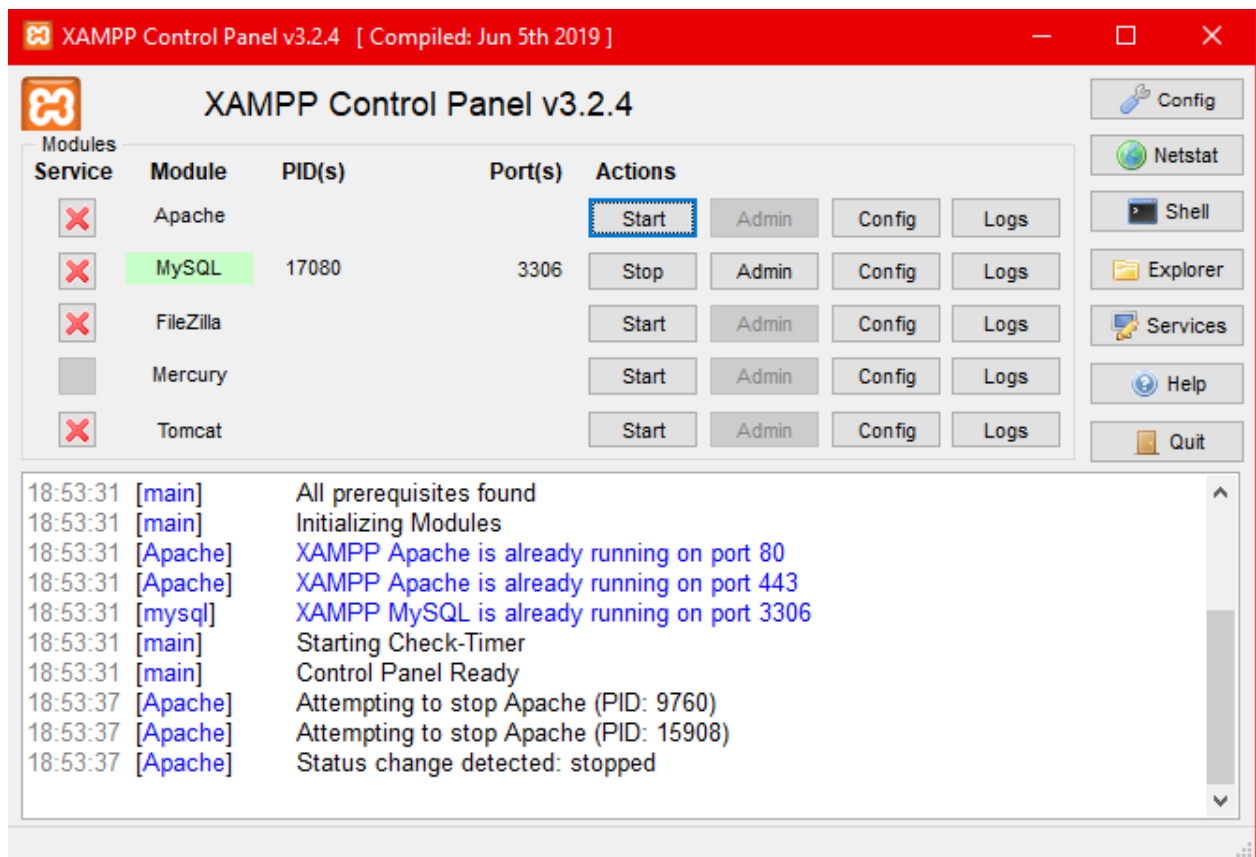 XAMPP Control Panel v3.2.4 [ Compiled: Jun 5th 2019 ]
XAMPP Control Panel v3.2.4
Config
Modules
Netstat
Service Module PID(s) Port(s) Actions
Apache Start Admin Config Logs
Shell
MySQL 17080 3306 Stop Admin Config Logs
Explorer
FileZilla Start Admin Config Logs
Services
Mercury Start Admin Config Logs
Help
Tomcat Start Admin Config Logs
Quit
18:53:31 [main] All prerequisites found
18:53:31 [main] Initializing Modules
18:53:31 [Apache] XAMPP Apache is already running on port 80
18:53:31 [Apache] XAMPP Apache is already running on port 443
18:53:31 [mysql] XAMPP MySQL is already running on port 3306
18:53:31 [main] Starting Check-Timer
18:53:31 [main] Control Panel Ready
18:53:37 [Apache] Attempting to stop Apache (PID: 9760)
18:53:37 [Apache] Attempting to stop Apache (PID: 15908)
18:53:37 [Apache] Status change detected: stopped